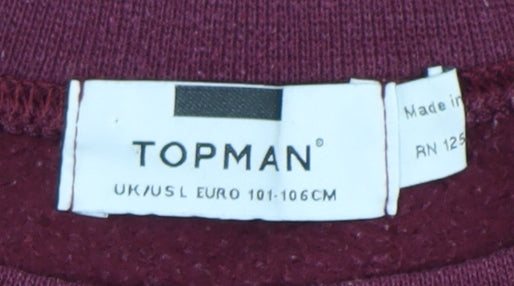 TOPMAN®
UK/US L EURO 101-106CM
Made in
RN 125